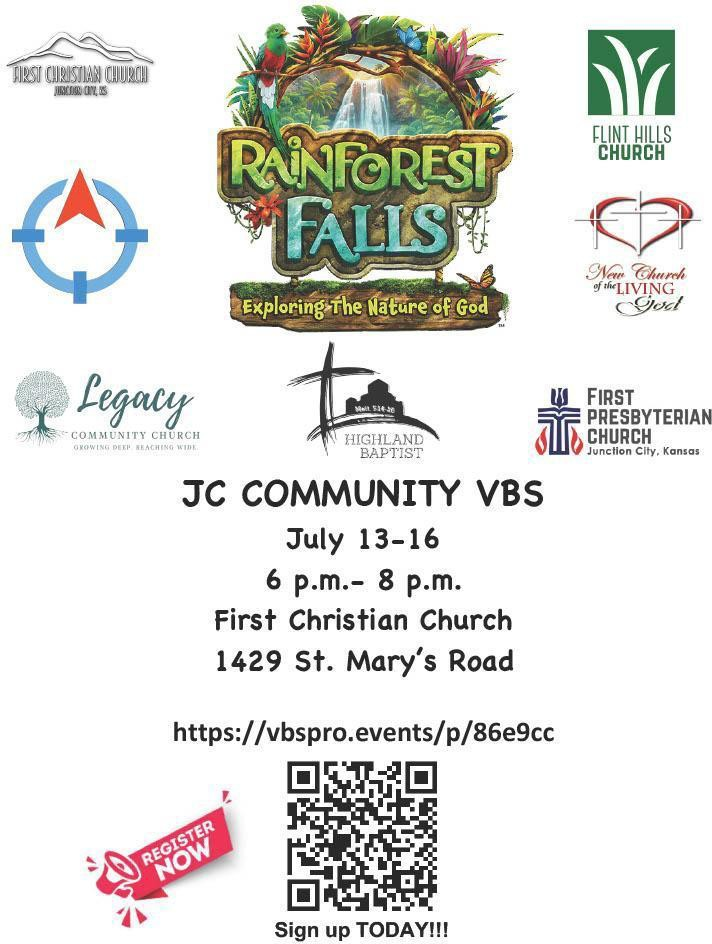 FIRST CHRISTIAN CHURCH
JUNCTION CITY, KS
RAINFOREST
FALLS
Exploring The Nature of God
TM
FLINT HILLS
CHURCH
New Church
of the LIVING
God
Legacy
COMMUNITY CHURCH
GROWING DEEP. REACHING WIDE.
Matt. 5:14-16
HIGHLAND
BAPTIST
FIRST
PRESBYTERIAN
CHURCH
Junction City, Kansas
JC COMMUNITY VBS
July 13-16
6 p.m.- 8 p.m.
First Christian Church
1429 St. Mary's Road
https://vbspro.events/p/86e9cc
REGISTER
NOW
Sign up TODAY!!!